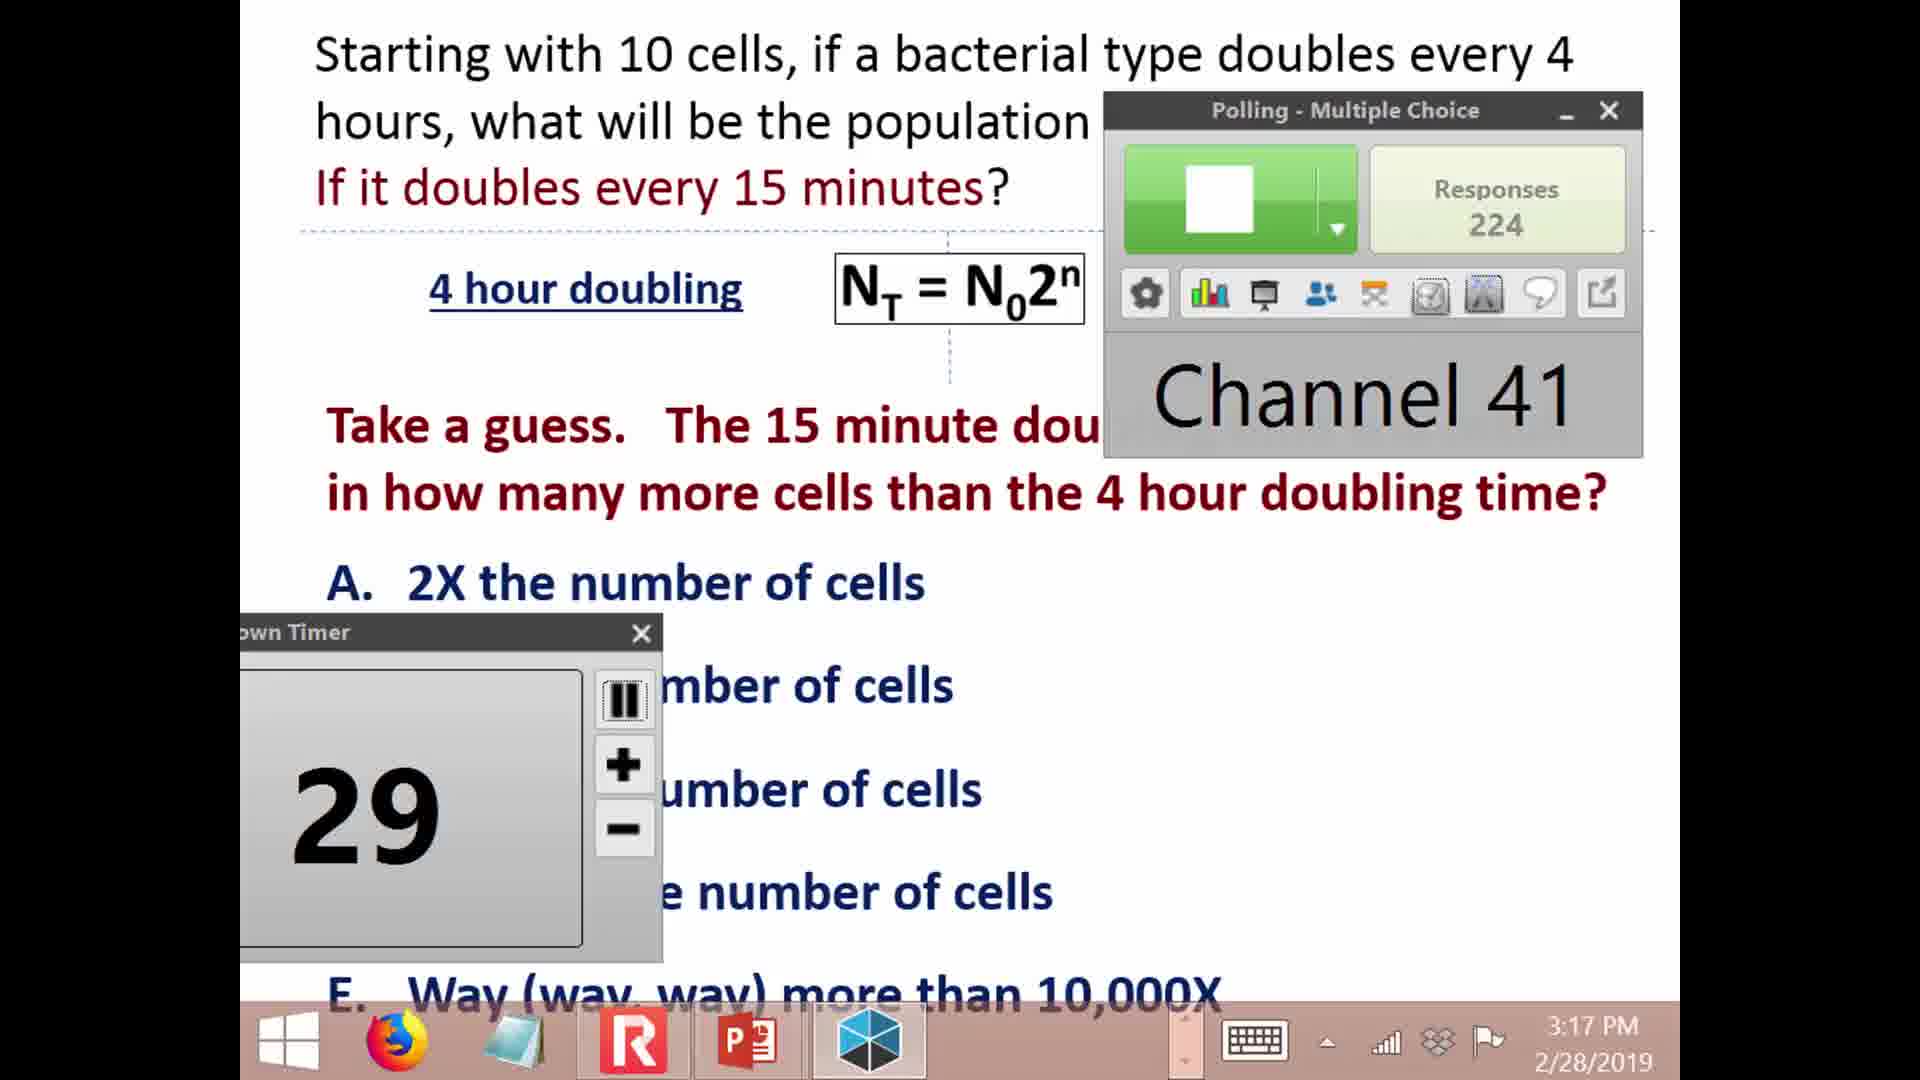 Starting with 10 cells, if a bacterial type doubles every 4
hours, what will be the population
If it doubles every 15 minutes?
Polling - Multiple Choice
Responses
224
4 hour doubling
N_T = N_0 2^n
Channel 41
Take a guess. The 15 minute dou
in how many more cells than the 4 hour doubling time?
A. 2X the number of cells
own Timer
mber of cells
29
umber of cells
e number of cells
E. Way (way, way) more than 10,000X
3:17 PM
2/28/2019